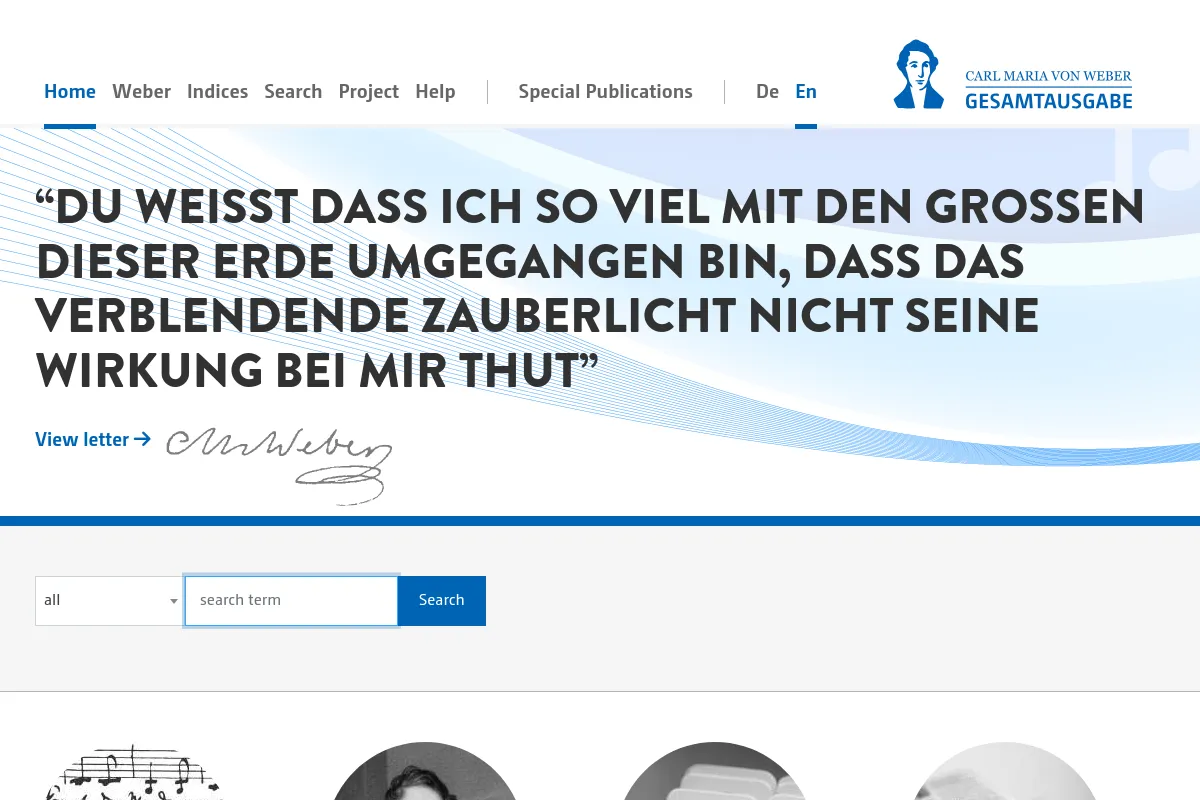 Home Weber Indices Search Project Help Special Publications De En
CARL MARIA VON WEBER
GESAMTAUSGABE
“DU WEISST DASS ICH SO VIEL MIT DEN GROSSEN
DIESER ERDE UMGEGANGEN BIN, DASS DAS
VERBLENDENDE ZAUBERLICHT NICHT SEINE
WIRKUNG BEI MIR THUT”
View letter → CMvWeber
all search term Search